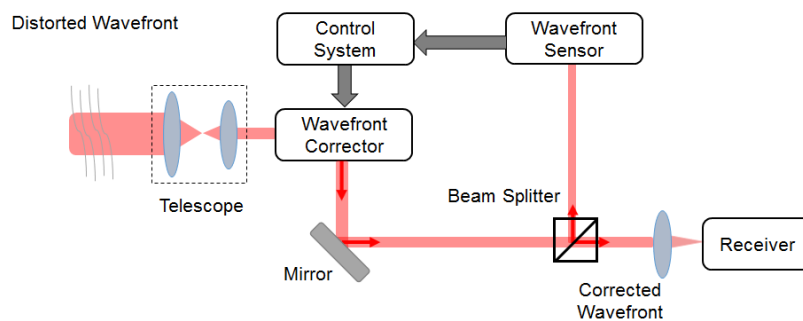 Distorted Wavefront
Control
System
Wavefront
Sensor
Wavefront
Corrector
Telescope
Beam Splitter
Mirror
Receiver
Corrected
Wavefront